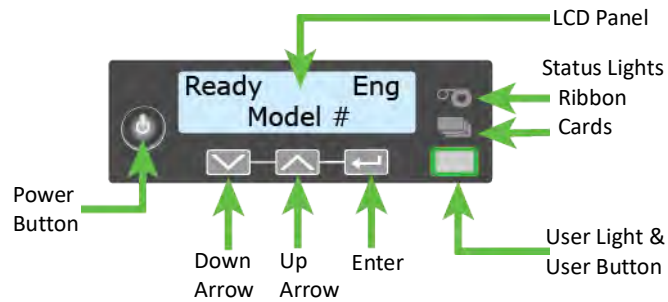 LCD Panel
Ready Eng
Model #
Status Lights
Ribbon
Cards
Power
Button
Down
Arrow
Up
Arrow
Enter
User Light &
User Button